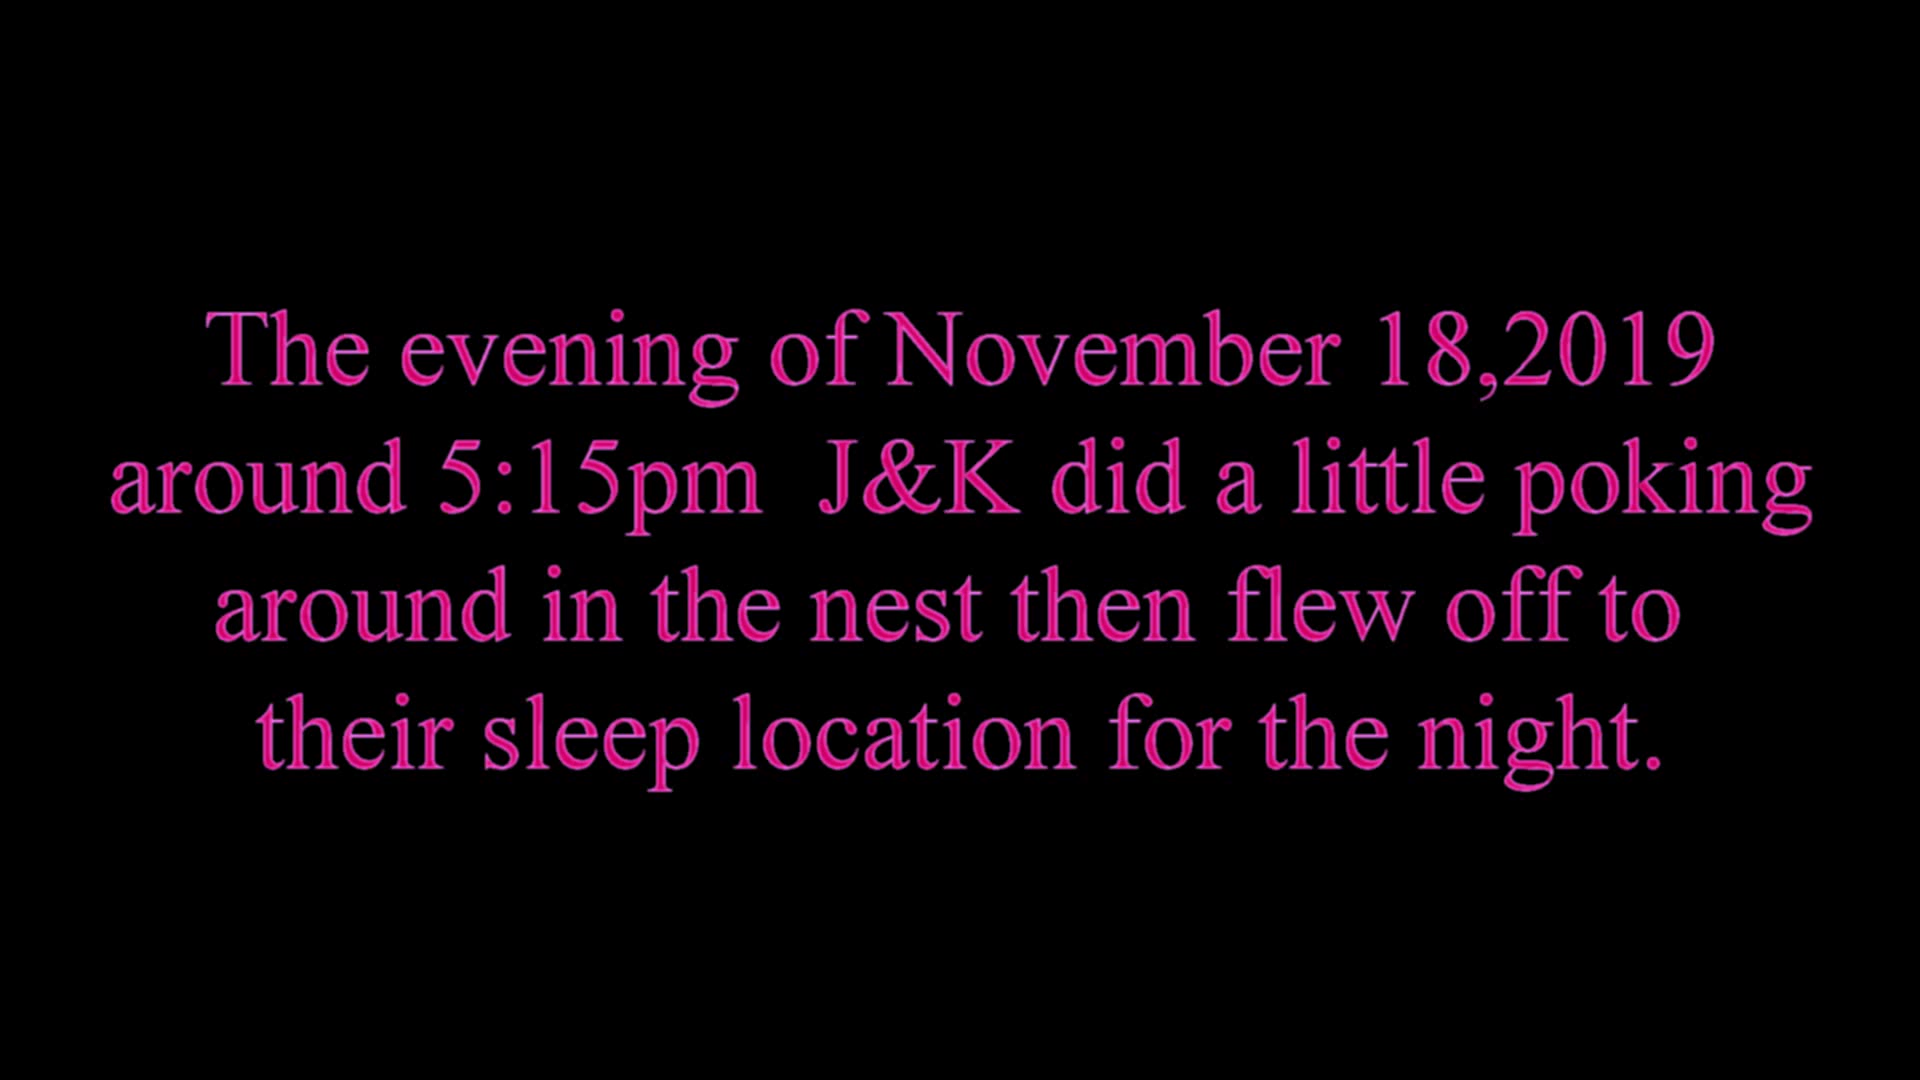 The evening of November 18,2019
around 5:15pm  J&K did a little poking
around in the nest then flew off to
their sleep location for the night.